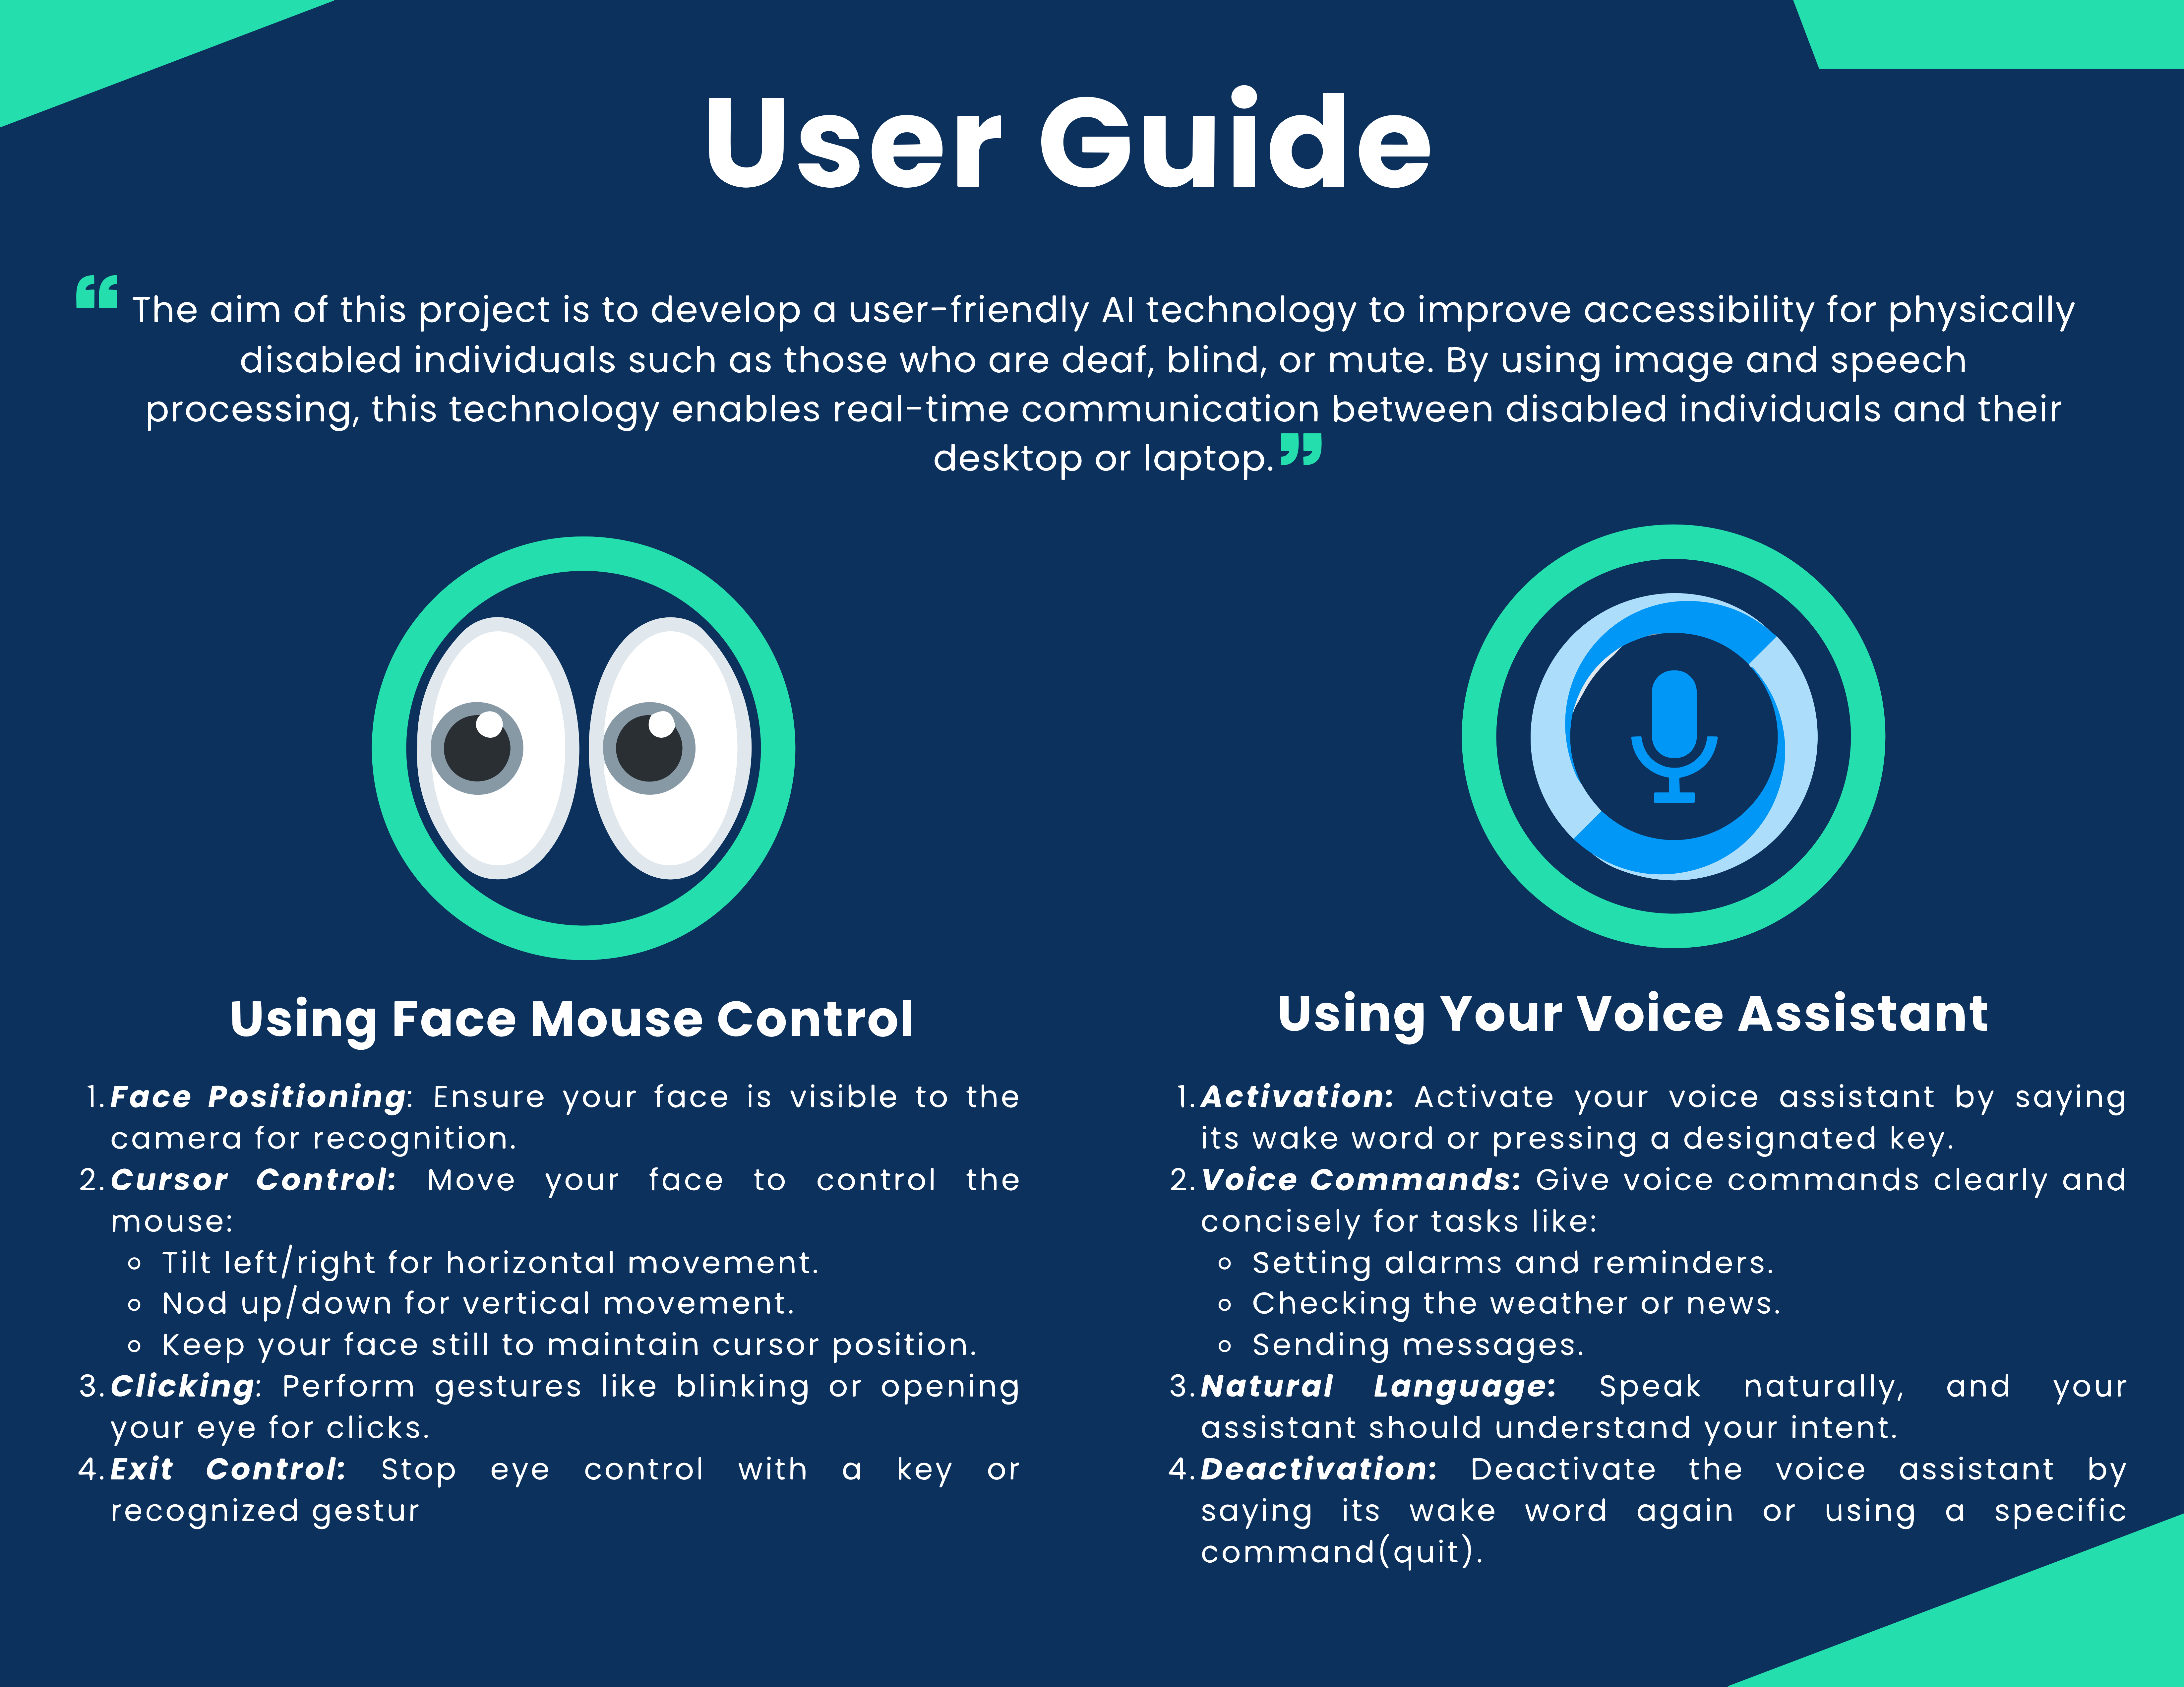 User Guide
“ The aim of this project is to develop a user-friendly AI technology to improve accessibility for physically
disabled individuals such as those who are deaf, blind, or mute. By using image and speech
processing, this technology enables real-time communication between disabled individuals and their
desktop or laptop. ”
Using Face Mouse Control
1. Face Positioning: Ensure your face is visible to the
camera for recognition.
2. Cursor Control: Move your face to control the
mouse:
◦ Tilt left/right for horizontal movement.
◦ Nod up/down for vertical movement.
◦ Keep your face still to maintain cursor position.
3. Clicking: Perform gestures like blinking or opening
your eye for clicks.
4. Exit Control: Stop eye control with a key or
recognized gestur
Using Your Voice Assistant
1. Activation: Activate your voice assistant by saying
its wake word or pressing a designated key.
2. Voice Commands: Give voice commands clearly and
concisely for tasks like:
◦ Setting alarms and reminders.
◦ Checking the weather or news.
◦ Sending messages.
3. Natural Language: Speak naturally, and your
assistant should understand your intent.
4. Deactivation: Deactivate the voice assistant by
saying its wake word again or using a specific
command(quit).